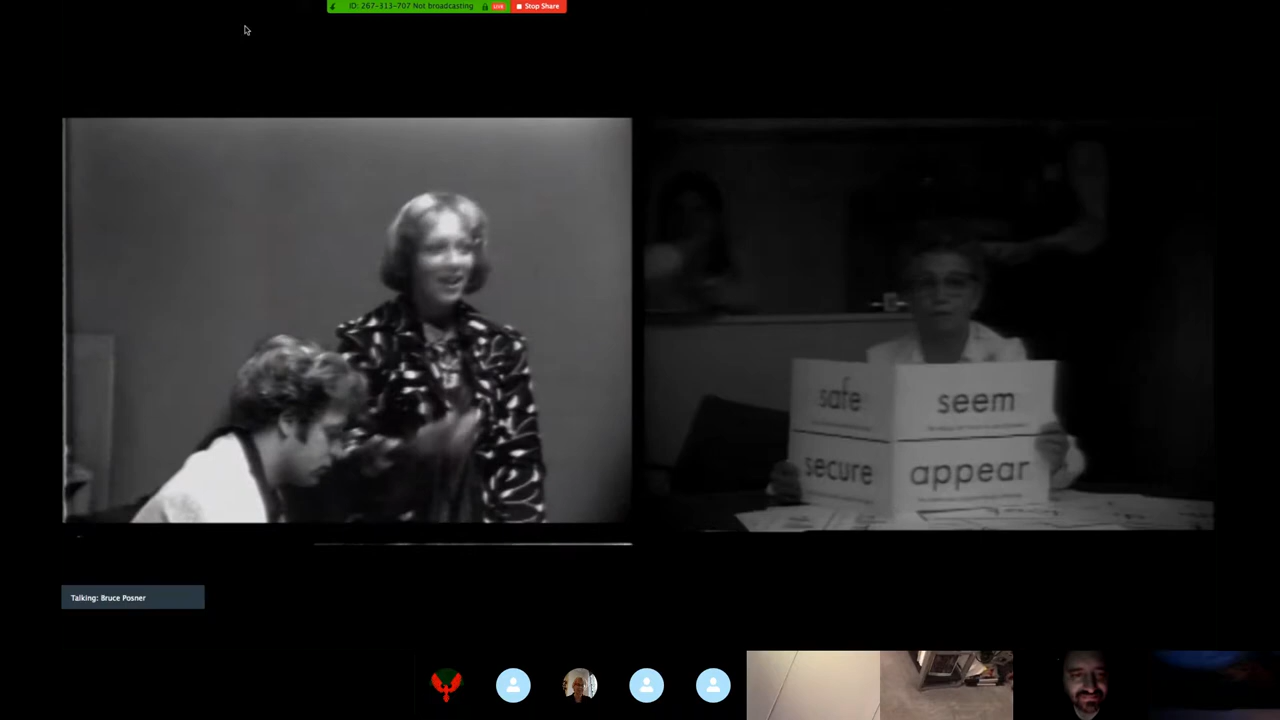 ID: 267-313-707 Not broadcasting LIVE Stop Share
safe seem
secure appear
Talking: Bruce Posner